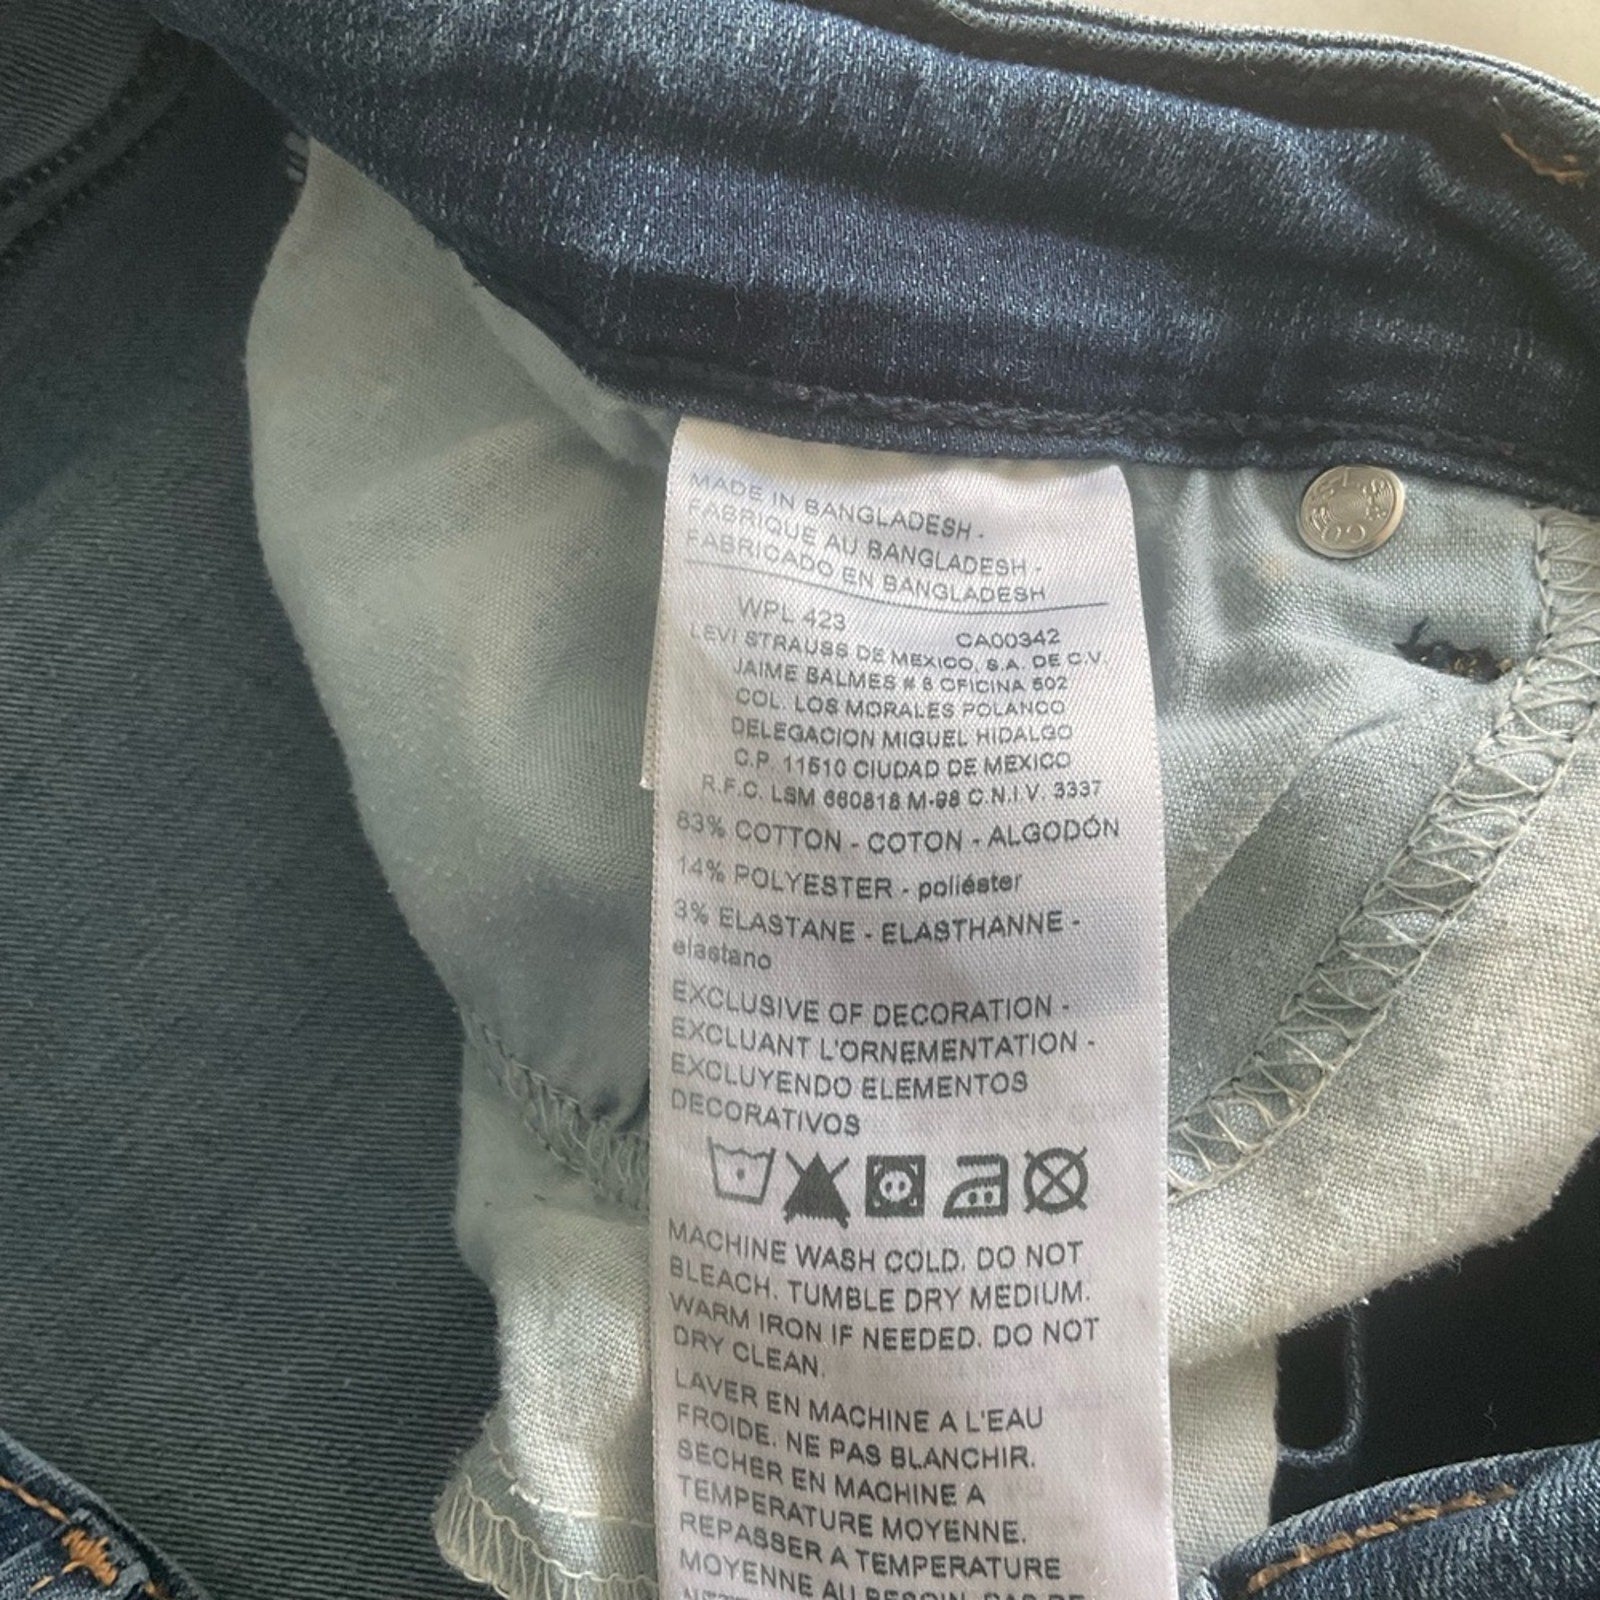 MADE IN BANGLADESH -
FABRIQUE AU BANGLADESH -
FABRICADO EN BANGLADESH
WPL 423
CA00342
LEVI STRAUSS DE MEXICO, S.A. DE C.V.
JAIME BALMES # 8 OFICINA 602
COL. LOS MORALES POLANCO
DELEGACION MIGUEL HIDALGO
C.P. 11510 CIUDAD DE MEXICO
R.F.C. LSM 660818 M-98 C.N.I.V. 3337
83% COTTON - COTON - ALGODÓN
14% POLYESTER - poliéster
3% ELASTANE - ELASTHANNE -
elastano
EXCLUSIVE OF DECORATION -
EXCLUANT L'ORNEMENTATION -
EXCLUYENDO ELEMENTOS
DECORATIVOS
MACHINE WASH COLD. DO NOT
BLEACH. TUMBLE DRY MEDIUM.
WARM IRON IF NEEDED. DO NOT
DRY CLEAN.
LAVER EN MACHINE A L'EAU
FROIDE. NE PAS BLANCHIR.
SECHER EN MACHINE A
TEMPERATURE MOYENNE.
REPASSER A TEMPERATURE
MOYENNE AU BESOIN. PAS DE